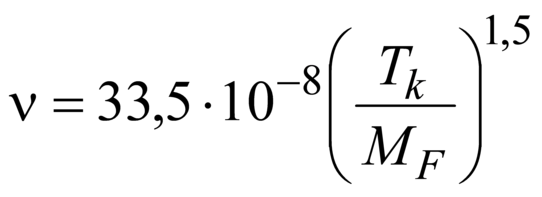 ν = 33,5·10⁻⁸(T_k/M_F)^1,5